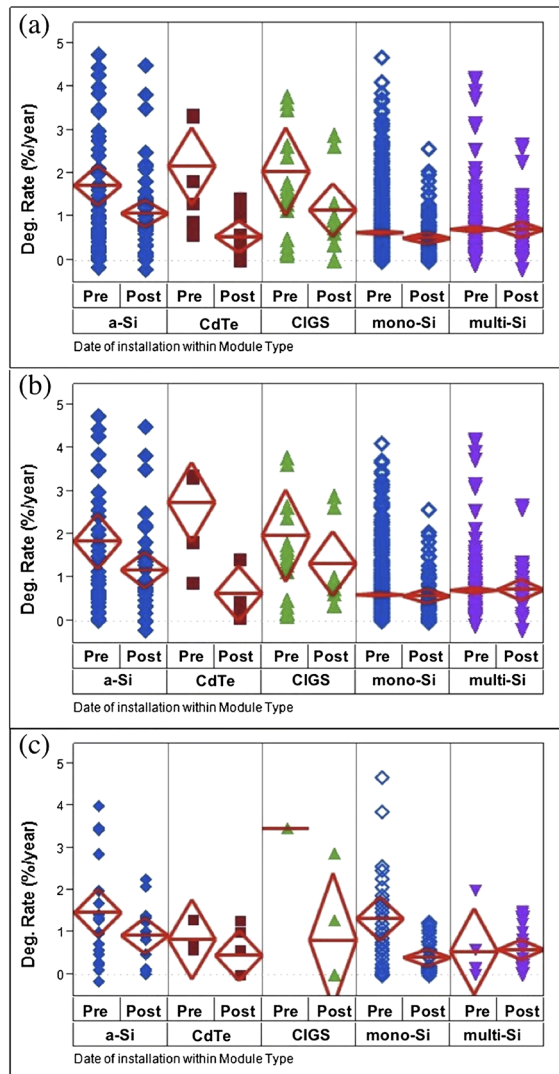 (a)
Deg. Rate (%/year)
5
4
3
2
1
0
Pre Post Pre Post Pre Post Pre Post Pre Post
a-Si CdTe CIGS mono-Si multi-Si
Date of installation within Module Type
(b)
Deg. Rate (%/year)
5
4
3
2
1
0
Pre Post Pre Post Pre Post Pre Post Pre Post
a-Si CdTe CIGS mono-Si multi-Si
Date of installation within Module Type
(c)
Deg. Rate (%/year)
5
4
3
2
1
0
Pre Post Pre Post Pre Post Pre Post Pre Post
a-Si CdTe CIGS mono-Si multi-Si
Date of installation within Module Type